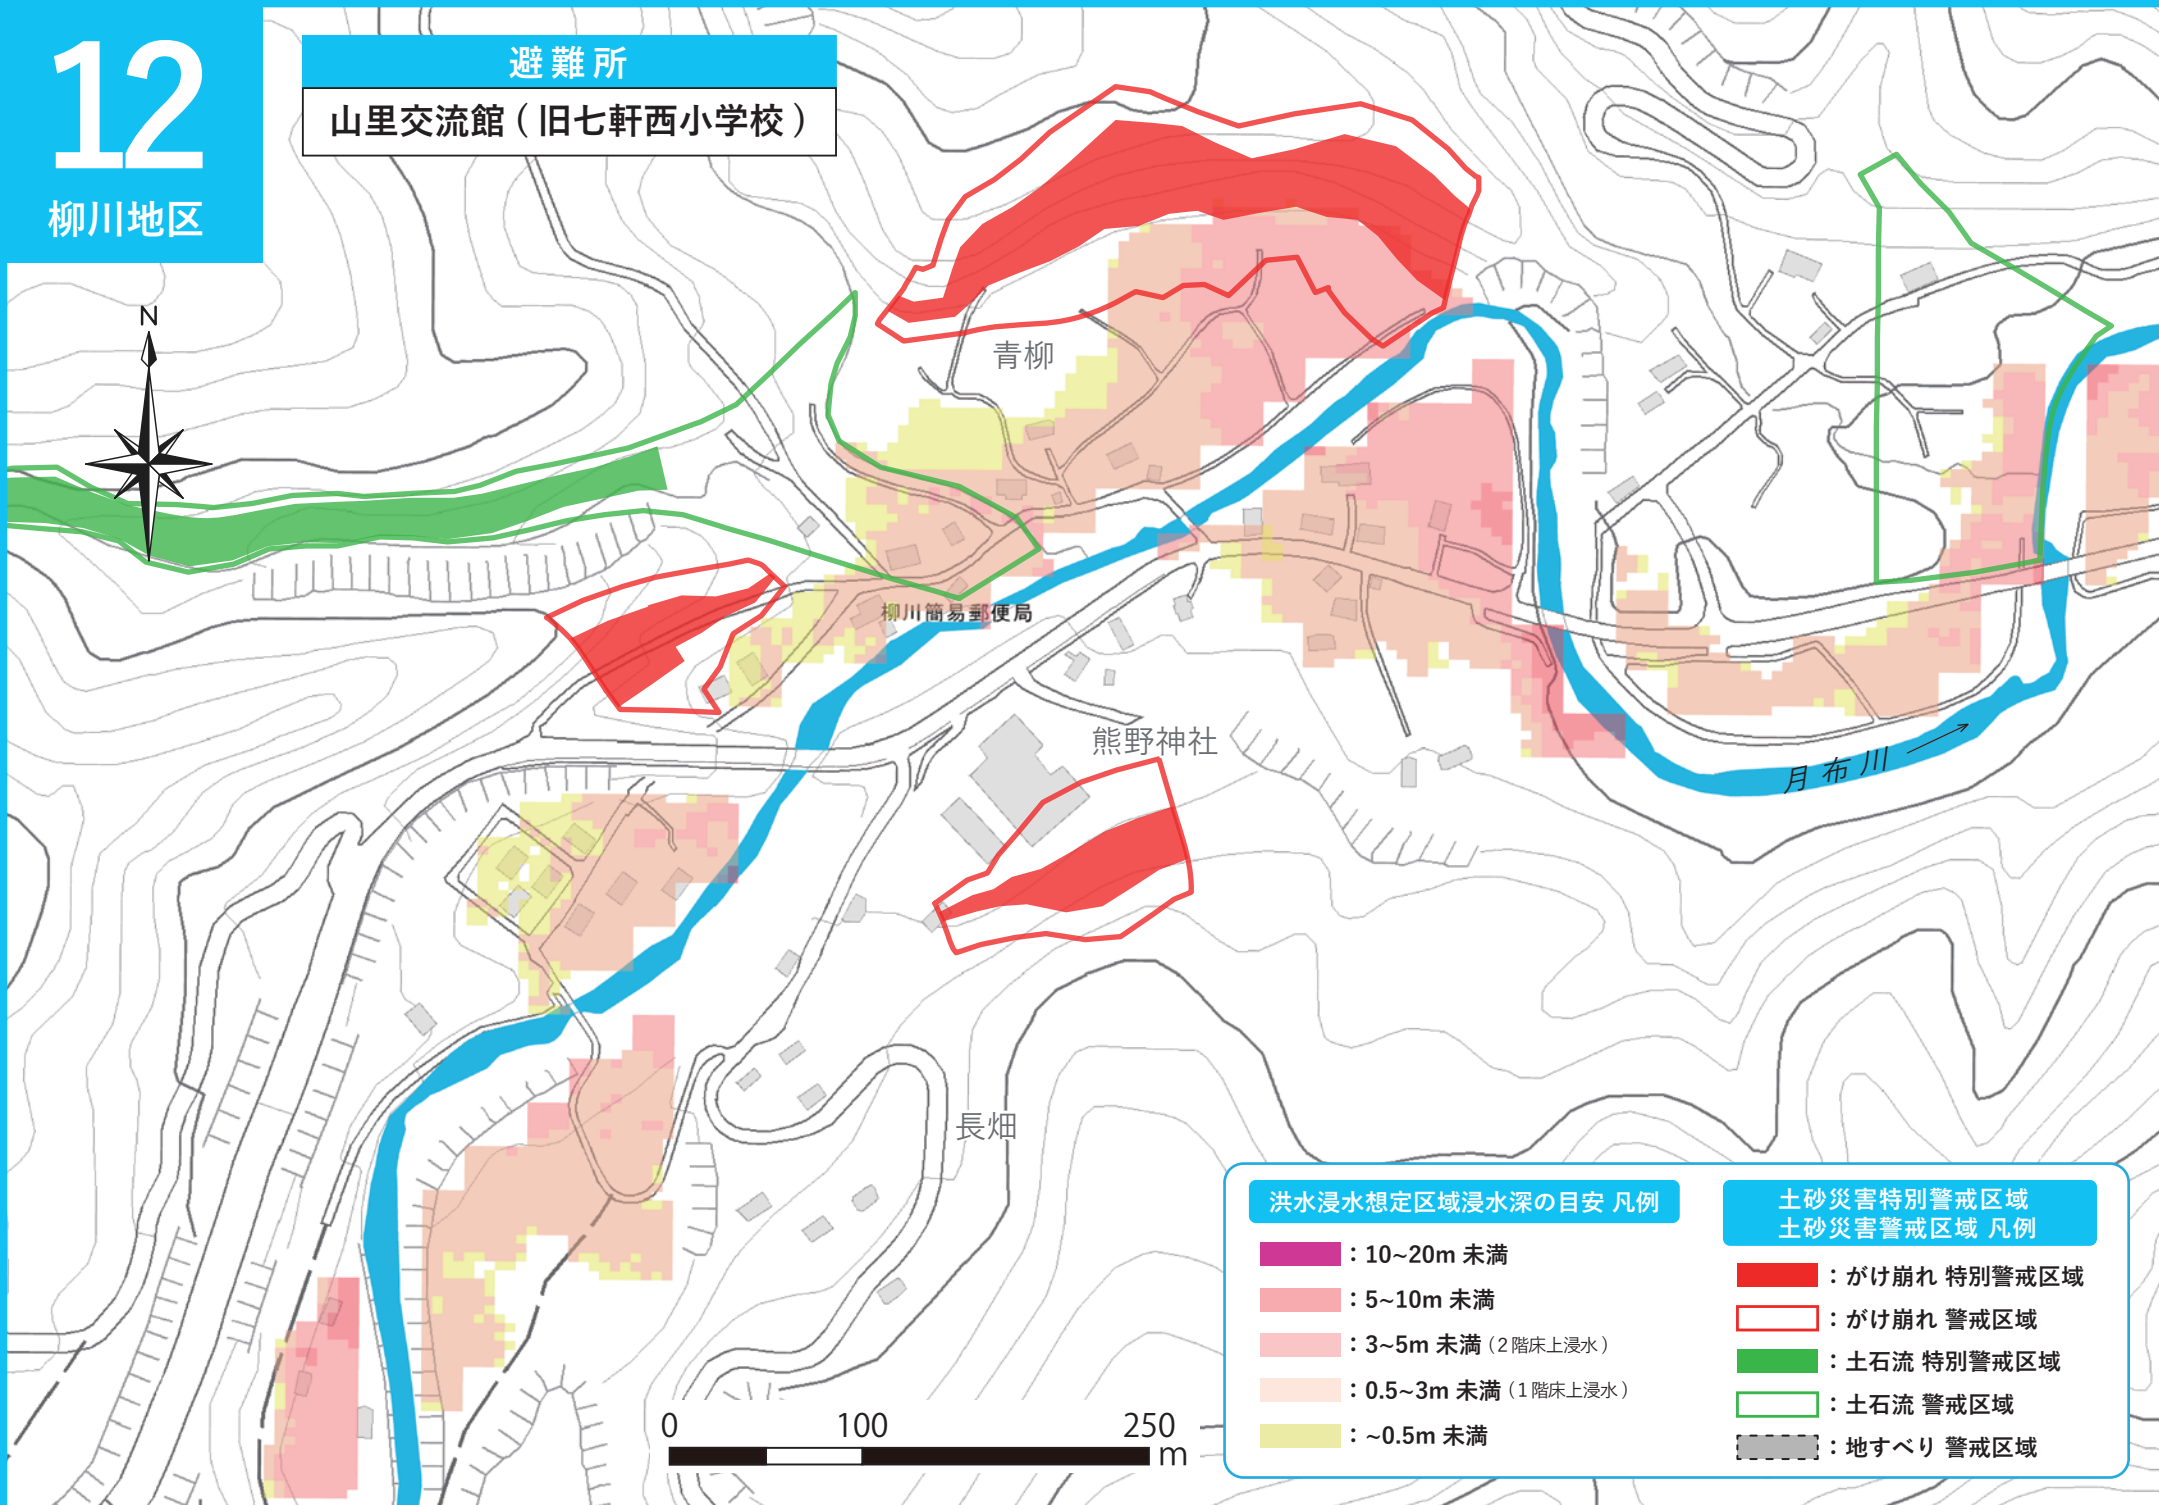 12
柳川地区
避難所
山里交流館（旧七軒西小学校）
N
青柳
柳川簡易郵便局
熊野神社
月布川
長畑
0 100 250
m
洪水浸水想定区域浸水深の目安 凡例
：10~20m 未満
：5~10m 未満
：3~5m 未満（2階床上浸水）
：0.5~3m 未満（1階床上浸水）
：~0.5m 未満
土砂災害特別警戒区域
土砂災害警戒区域 凡例
：がけ崩れ 特別警戒区域
：がけ崩れ 警戒区域
：土石流 特別警戒区域
：土石流 警戒区域
：地すべり 警戒区域